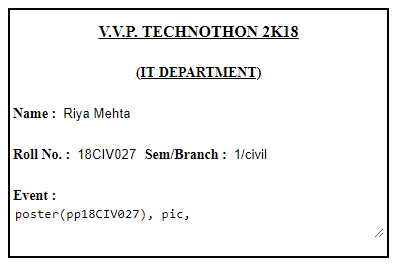 V.V.P. TECHNOTHON 2K18
(IT DEPARTMENT)
Name : Riya Mehta
Roll No. : 18CIV027 Sem/Branch : 1/civil
Event :
poster(pp18CIV027), pic,